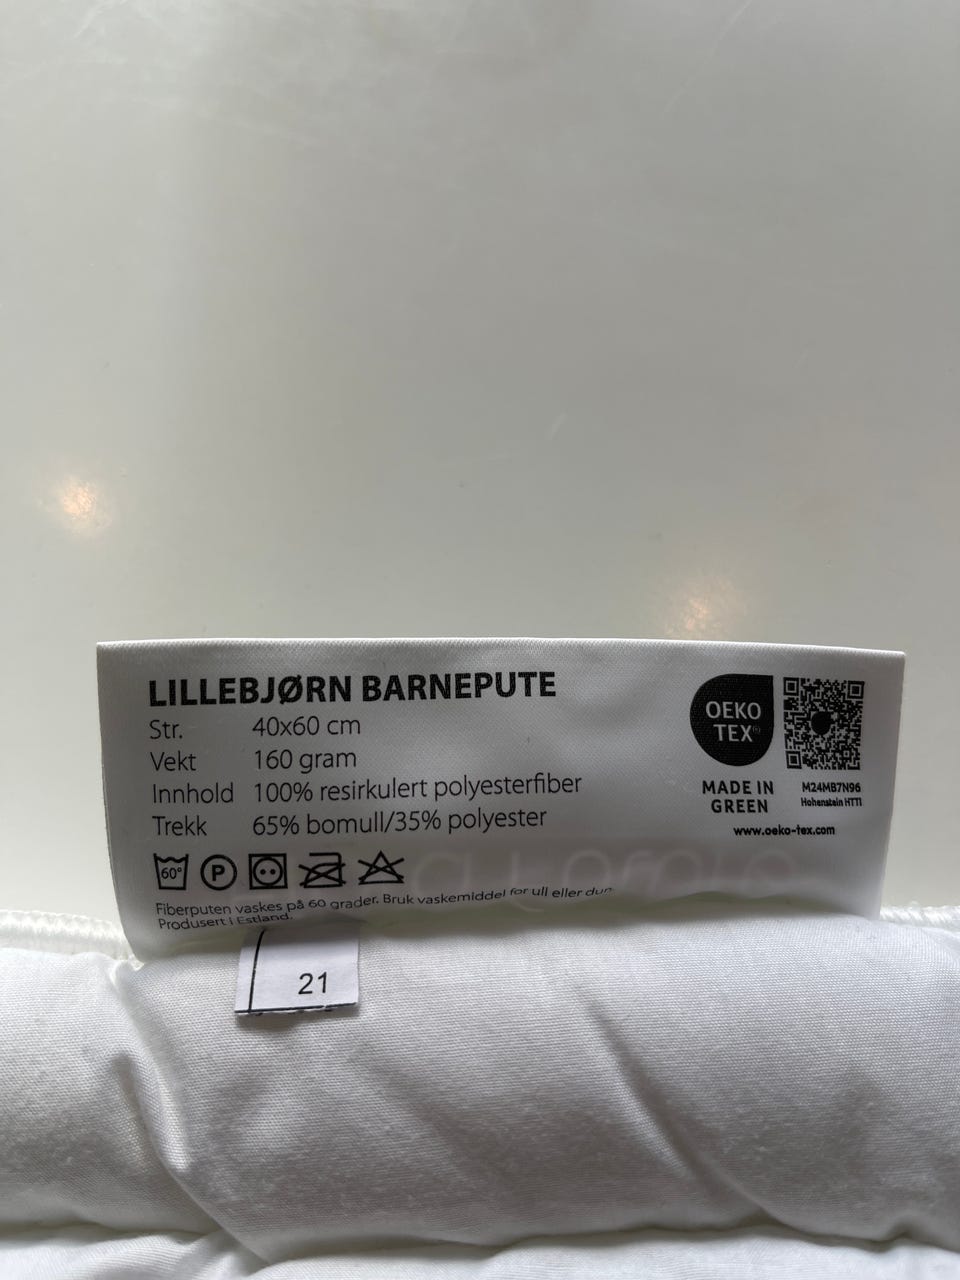 LILLEBJØRN BARNEPUTE
Str. 40x60 cm
Vekt 160 gram
Innhold 100% resirkulert polyesterfiber
Trekk 65% bomull/35% polyester
60°
P
Fiberputen vaskes på 60 grader. Bruk vaskemiddel for ull eller dun.
Produsert i Estland.
OEKO
TEX®
MADE IN
GREEN
M24MB7N96
Hohenstein HTTI
www.oeko-tex.com
21